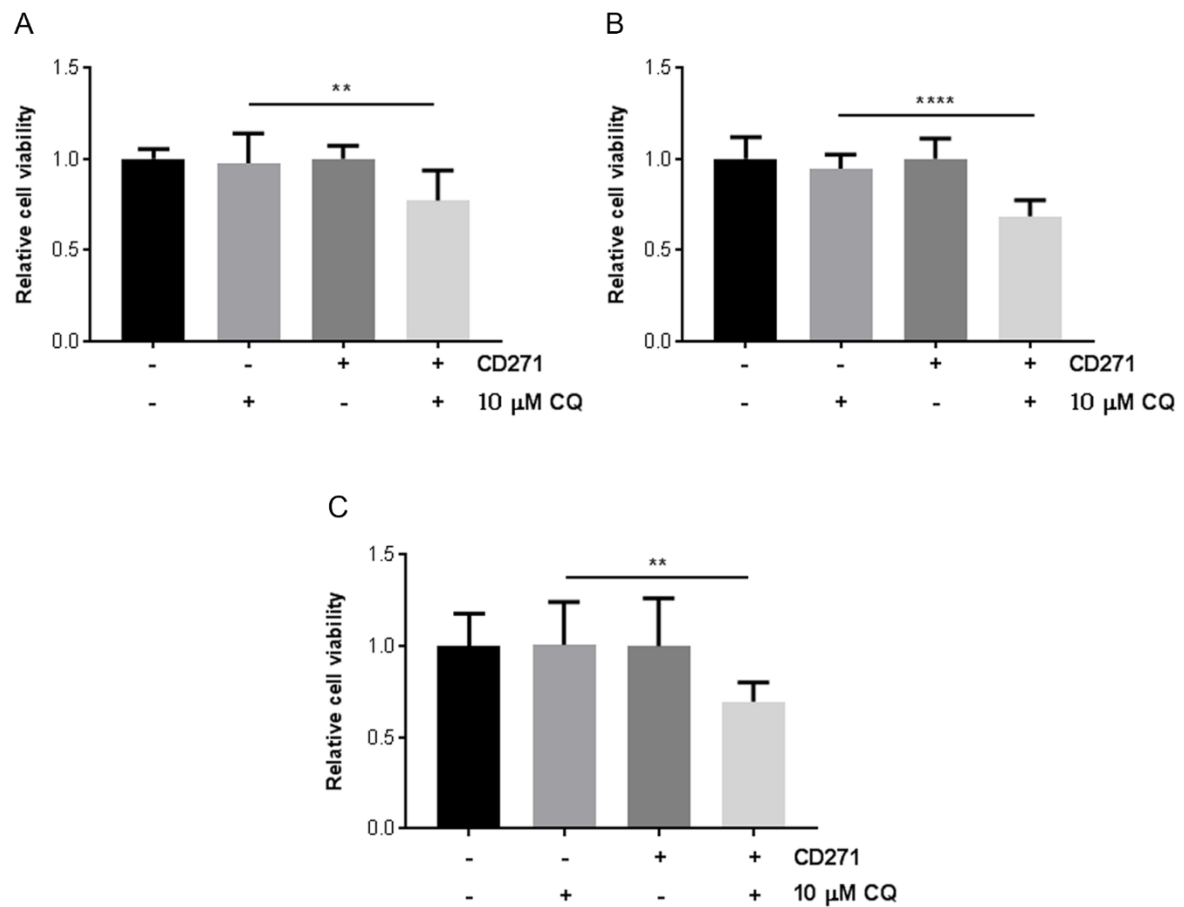 A
Relative cell viability
1.5
1.0
0.5
0.0
**
- - + + CD271
- + - + 10 µM CQ
B
Relative cell viability
1.5
1.0
0.5
0.0
****
- - + + CD271
- + - + 10 µM CQ
C
Relative cell viability
1.5
1.0
0.5
0.0
**
- - + + CD271
- + - + 10 µM CQ